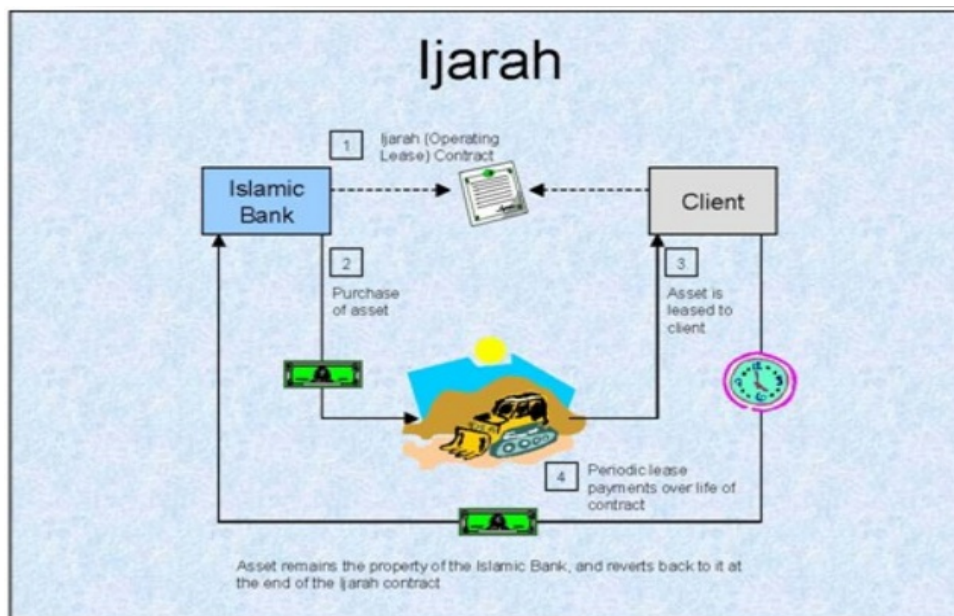 Ijarah
1
Ijarah (Operating
Lease) Contract
Islamic
Bank
Client
2
Purchase
of asset
3
Asset is
leased to
client
4
Periodic lease
payments over life of
contract
Asset remains the property of the Islamic Bank, and reverts back to it at
the end of the Ijarah contract